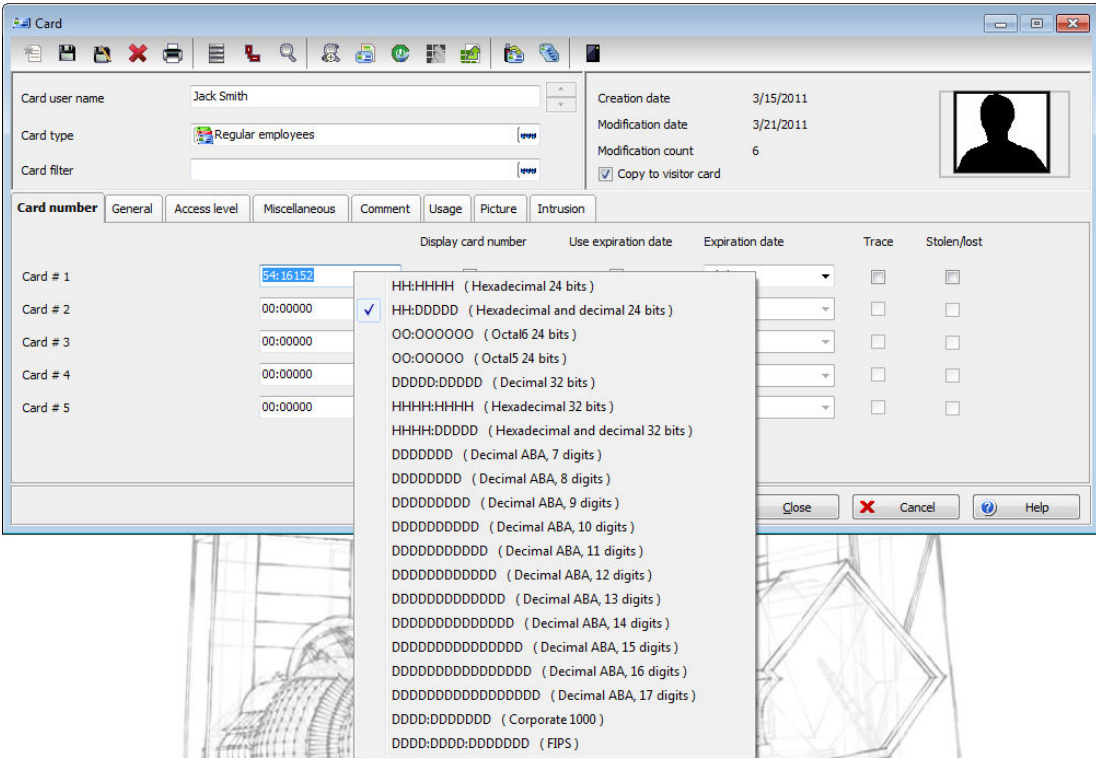 Card
Card user name Jack Smith
Card type Regular employees
Card filter
Creation date 3/15/2011
Modification date 3/21/2011
Modification count 6
Copy to visitor card
Card number General Access level Miscellaneous Comment Usage Picture Intrusion
Display card number Use expiration date Expiration date Trace Stolen/lost
Card # 1 54:16152
Card # 2 00:00000
Card # 3 00:00000
Card # 4 00:00000
Card # 5 00:00000
HH:HHHH ( Hexadecimal 24 bits )
HH:DDDDD ( Hexadecimal and decimal 24 bits )
OO:OOOOOO ( Octal6 24 bits )
OO:OOOOO ( Octal5 24 bits )
DDDDD:DDDDD ( Decimal 32 bits )
HHHH:HHHH ( Hexadecimal 32 bits )
HHHH:DDDDD ( Hexadecimal and decimal 32 bits )
DDDDDDD ( Decimal ABA, 7 digits )
DDDDDDDD ( Decimal ABA, 8 digits )
DDDDDDDDD ( Decimal ABA, 9 digits )
DDDDDDDDDD ( Decimal ABA, 10 digits )
DDDDDDDDDDD ( Decimal ABA, 11 digits )
DDDDDDDDDDDD ( Decimal ABA, 12 digits )
DDDDDDDDDDDDD ( Decimal ABA, 13 digits )
DDDDDDDDDDDDDD ( Decimal ABA, 14 digits )
DDDDDDDDDDDDDDD ( Decimal ABA, 15 digits )
DDDDDDDDDDDDDDDD ( Decimal ABA, 16 digits )
DDDDDDDDDDDDDDDDD ( Decimal ABA, 17 digits )
DDDD:DDDDDDD ( Corporate 1000 )
DDDD:DDDD:DDDDDDD ( FIPS )
Close Cancel Help